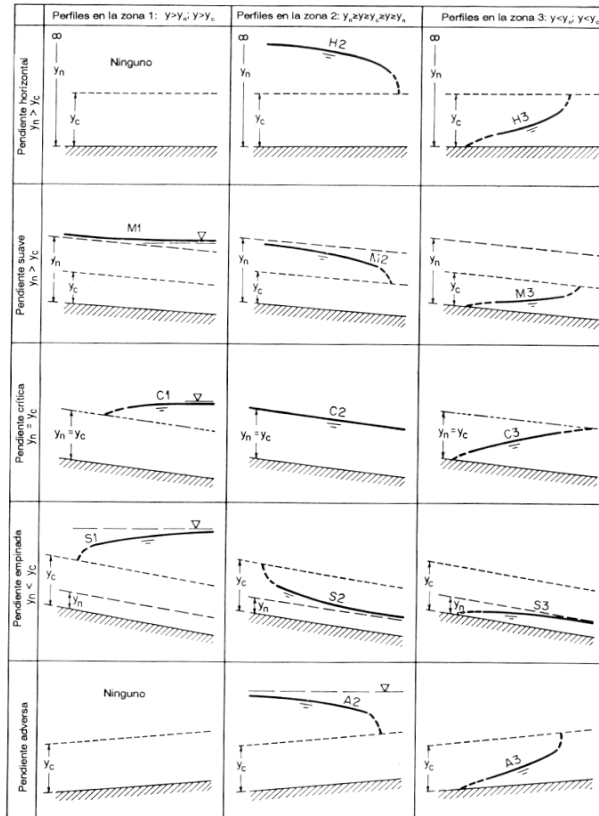 Perfiles en la zona 1: y>yn; y>yc
Perfiles en la zona 2: yn≥y≥yc≥y≥yn
Perfiles en la zona 3: y<yn; y<yc
Pendiente horizontal
yn > yc
∞
yn
Ninguno
yc
∞
yn
H2
yc
∞
yn
H3
yc
Pendiente suave
yn > yc
M1
yn
yc
M2
yn
yc
yn
yc
M3
Pendiente crítica
yn = yc
C1
yn=yc
C2
yn=yc
C3
yn=yc
Pendiente empinada
yn < yc
S1
yc
yn
yc
yn
S2
yc
yn
S3
Pendiente adversa
Ninguno
yc
A2
yc
A3
yc